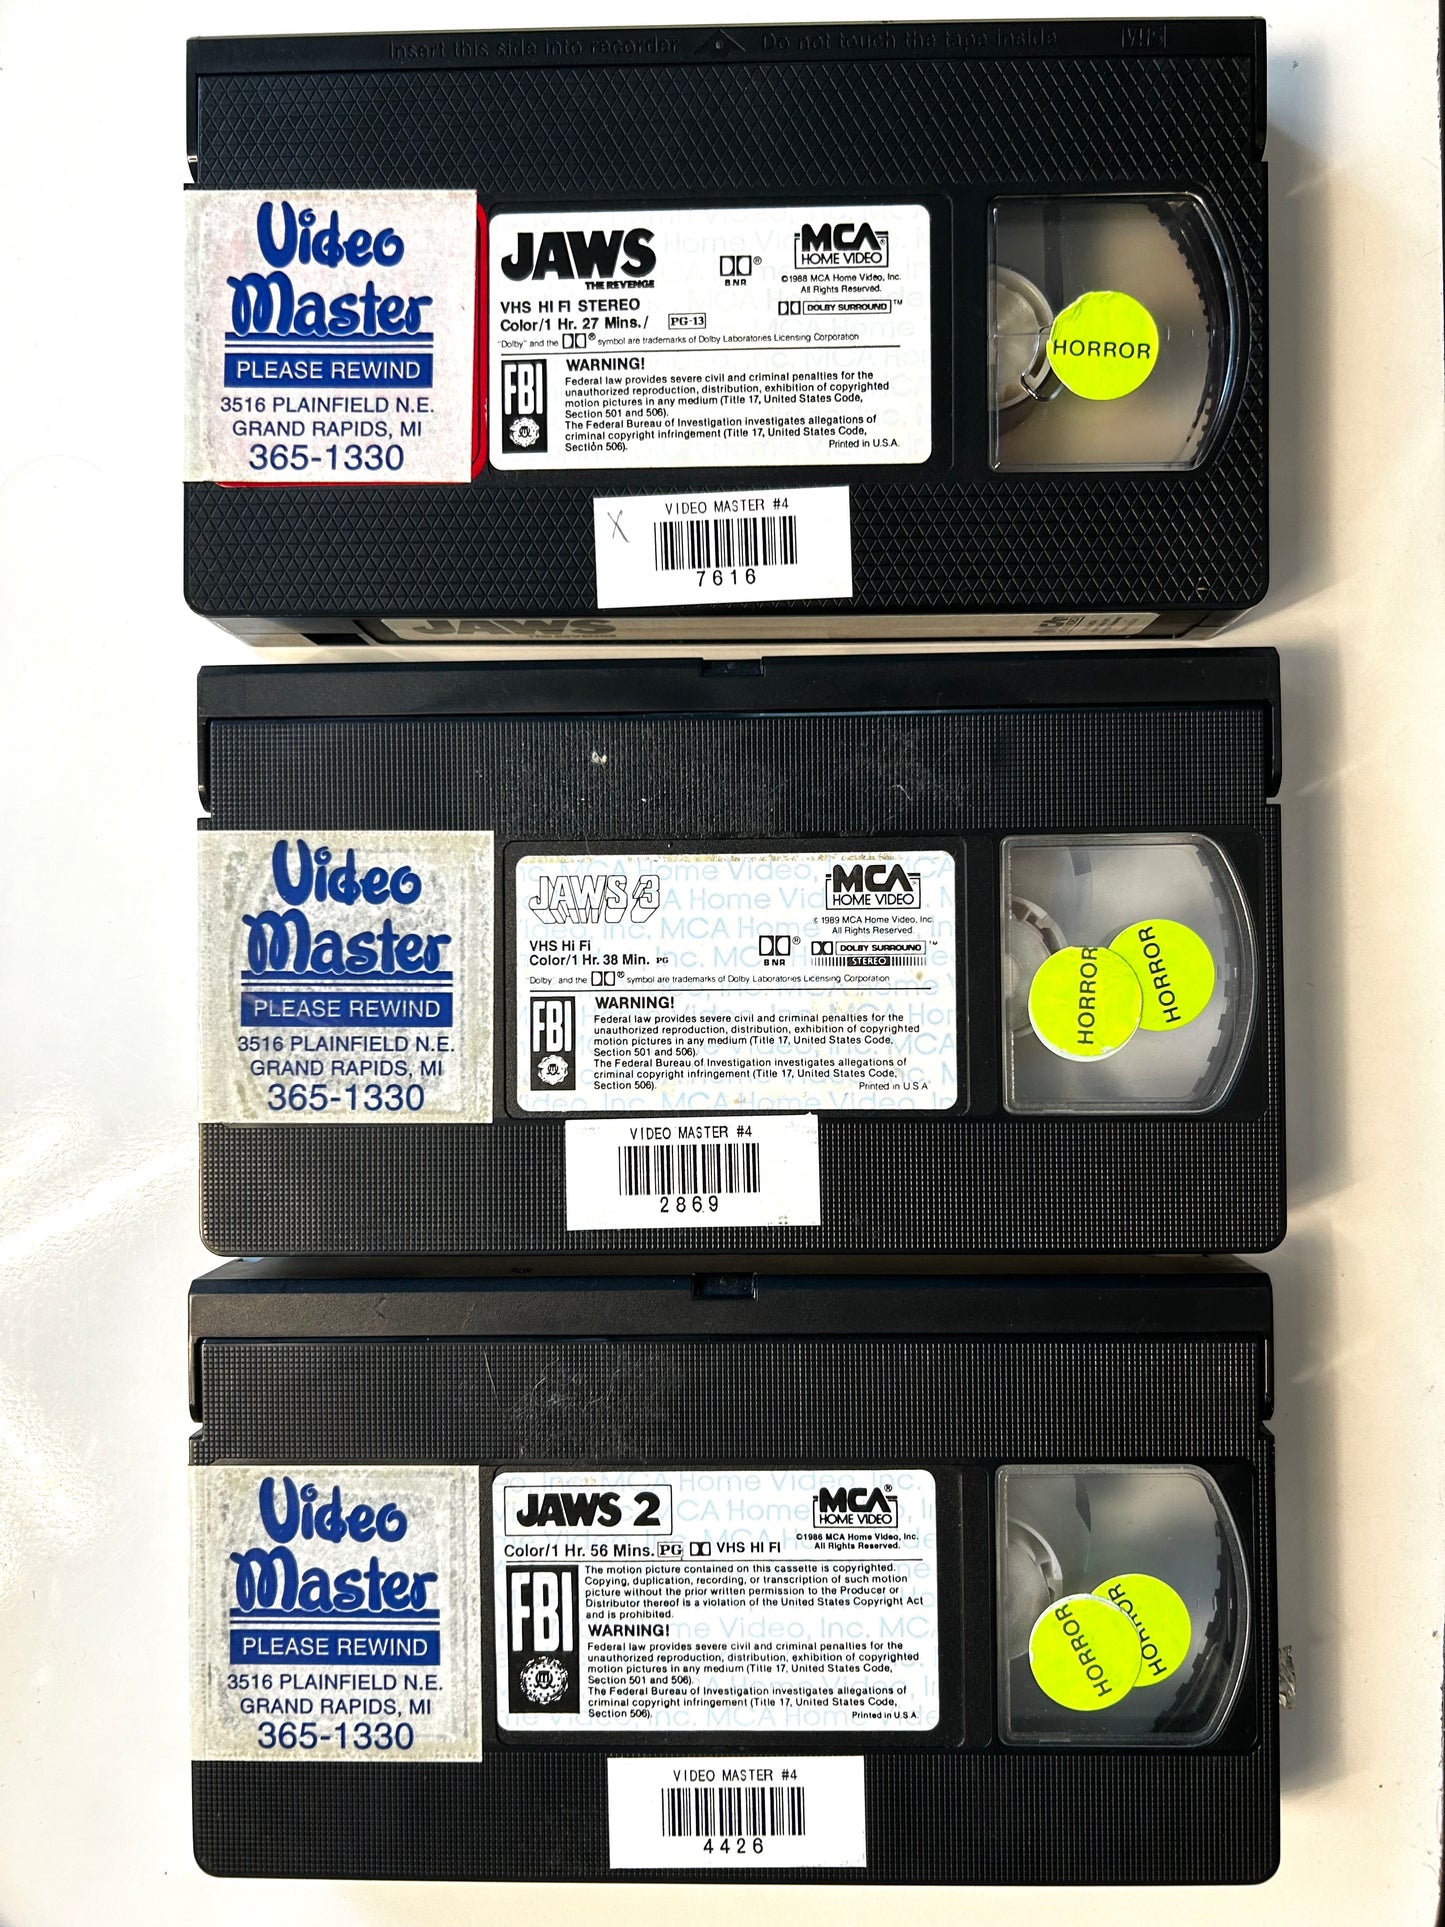 Insert this side into recorder Do not touch the tape inside VHS
Video
Master
PLEASE REWIND
3516 PLAINFIELD N.E.
GRAND RAPIDS, MI
365-1330
JAWS
THE REVENGE
VHS HI FI STEREO
Color/1 Hr. 27 Mins./ PG-13
® BNR
MCA
HOME VIDEO
©1988 MCA Home Video, Inc.
All Rights Reserved.
DOLBY SURROUND ™
"Dolby" and the ® symbol are trademarks of Dolby Laboratories Licensing Corporation
FBI
WARNING!
Federal law provides severe civil and criminal penalties for the
unauthorized reproduction, distribution, exhibition of copyrighted
motion pictures in any medium (Title 17, United States Code,
Section 501 and 506).
The Federal Bureau of Investigation investigates allegations of
criminal copyright infringement (Title 17, United States Code,
Section 506).
Printed in U.S.A.
HORROR
X
VIDEO MASTER #4
7616
JAWS
THE REVENGE
Video
Master
PLEASE REWIND
3516 PLAINFIELD N.E.
GRAND RAPIDS, MI
365-1330
JAWS 3
VHS Hi Fi
Color/1 Hr. 38 Min. PG
® BNR
MCA
HOME VIDEO
© 1989 MCA Home Video, Inc
All Rights Reserved.
DOLBY SURROUND ™
STEREO
"Dolby" and the ® symbol are trademarks of Dolby Laboratories Licensing Corporation
FBI
WARNING!
Federal law provides severe civil and criminal penalties for the
unauthorized reproduction, distribution, exhibition of copyrighted
motion pictures in any medium (Title 17, United States Code,
Section 501 and 506).
The Federal Bureau of Investigation investigates allegations of
criminal copyright infringement (Title 17, United States Code,
Section 506).
Printed in U S A
HORROR
HORROR
VIDEO MASTER #4
2869
Video
Master
PLEASE REWIND
3516 PLAINFIELD N.E.
GRAND RAPIDS, MI
365-1330
JAWS 2
Color/1 Hr. 56 Mins. PG VHS HI FI
MCA®
HOME VIDEO
©1986 MCA Home Video, Inc.
All Rights Reserved.
FBI
The motion picture contained on this cassette is copyrighted.
Copying, duplication, recording, or transcription of such motion
picture without the prior written permission to the Producer or
Distributor thereof is a violation of the United States Copyright Act
and is prohibited.
WARNING!
Federal law provides severe civil and criminal penalties for the
unauthorized reproduction, distribution, exhibition of copyrighted
motion pictures in any medium (Title 17, United States Code,
Section 501 and 506).
The Federal Bureau of Investigation investigates allegations of
criminal copyright infringement (Title 17, United States Code,
Section 506).
Printed in U.S.A.
HORROR
HORROR
VIDEO MASTER #4
4426